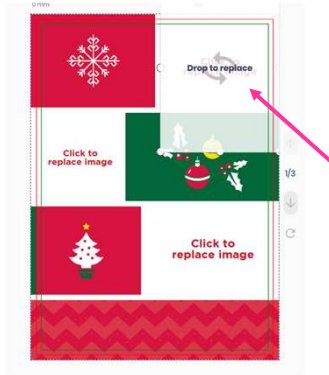 0 mm
Drop to replace
Click to
replace image
1/3
Click to
replace image